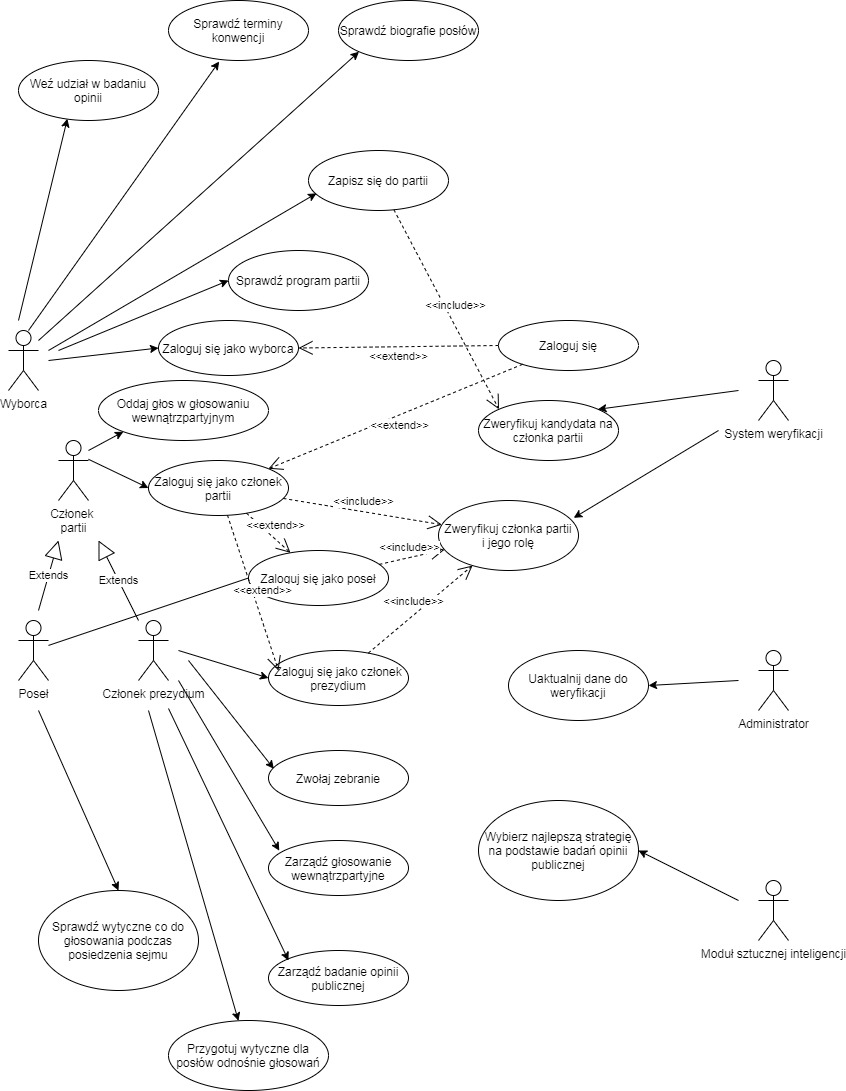 Sprawdź terminy
konwencji
Sprawdź biografie posłów
Weź udział w badaniu
opinii
Zapisz się do partii
Sprawdź program partii
<<include>>
Zaloguj się jako wyborca
Zaloguj się
<<extend>>
Wyborca
Oddaj głos w głosowaniu
wewnątrzpartyjnym
<<extend>>
Zweryfikuj kandydata na
członka partii
System weryfikacji
Zaloguj się jako członek
partii
<<include>>
Członek
partii
<<extend>>
Zweryfikuj członka partii
i jego rolę
<<include>>
Extends
Extends
Zaloguj się jako poseł
<<extend>>
<<include>>
Poseł
Członek prezydium
Zaloguj się jako członek
prezydium
Uaktualnij dane do
weryfikacji
Administrator
Zwołaj zebranie
Wybierz najlepszą strategię
na podstawie badań opinii
publicznej
Zarządź głosowanie
wewnątrzpartyjne
Moduł sztucznej inteligencji
Sprawdź wytyczne co do
głosowania podczas
posiedzenia sejmu
Zarządź badanie opinii
publicznej
Przygotuj wytyczne dla
posłów odnośnie głosowań